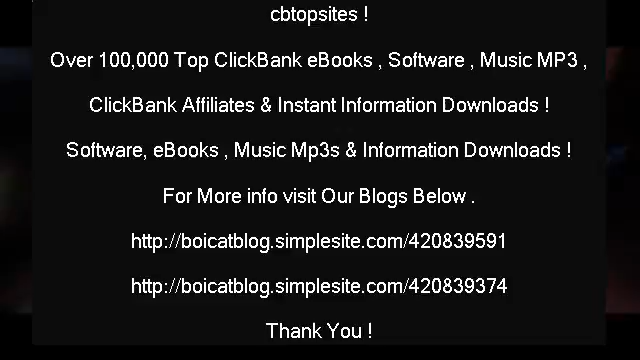 cbtopsites !
Over 100,000 Top ClickBank eBooks , Software , Music MP3 ,
ClickBank Affiliates & Instant Information Downloads !
Software, eBooks , Music Mp3s & Information Downloads !
For More info visit Our Blogs Below .
http://boicatblog.simplesite.com/420839591
http://boicatblog.simplesite.com/420839374
Thank You !